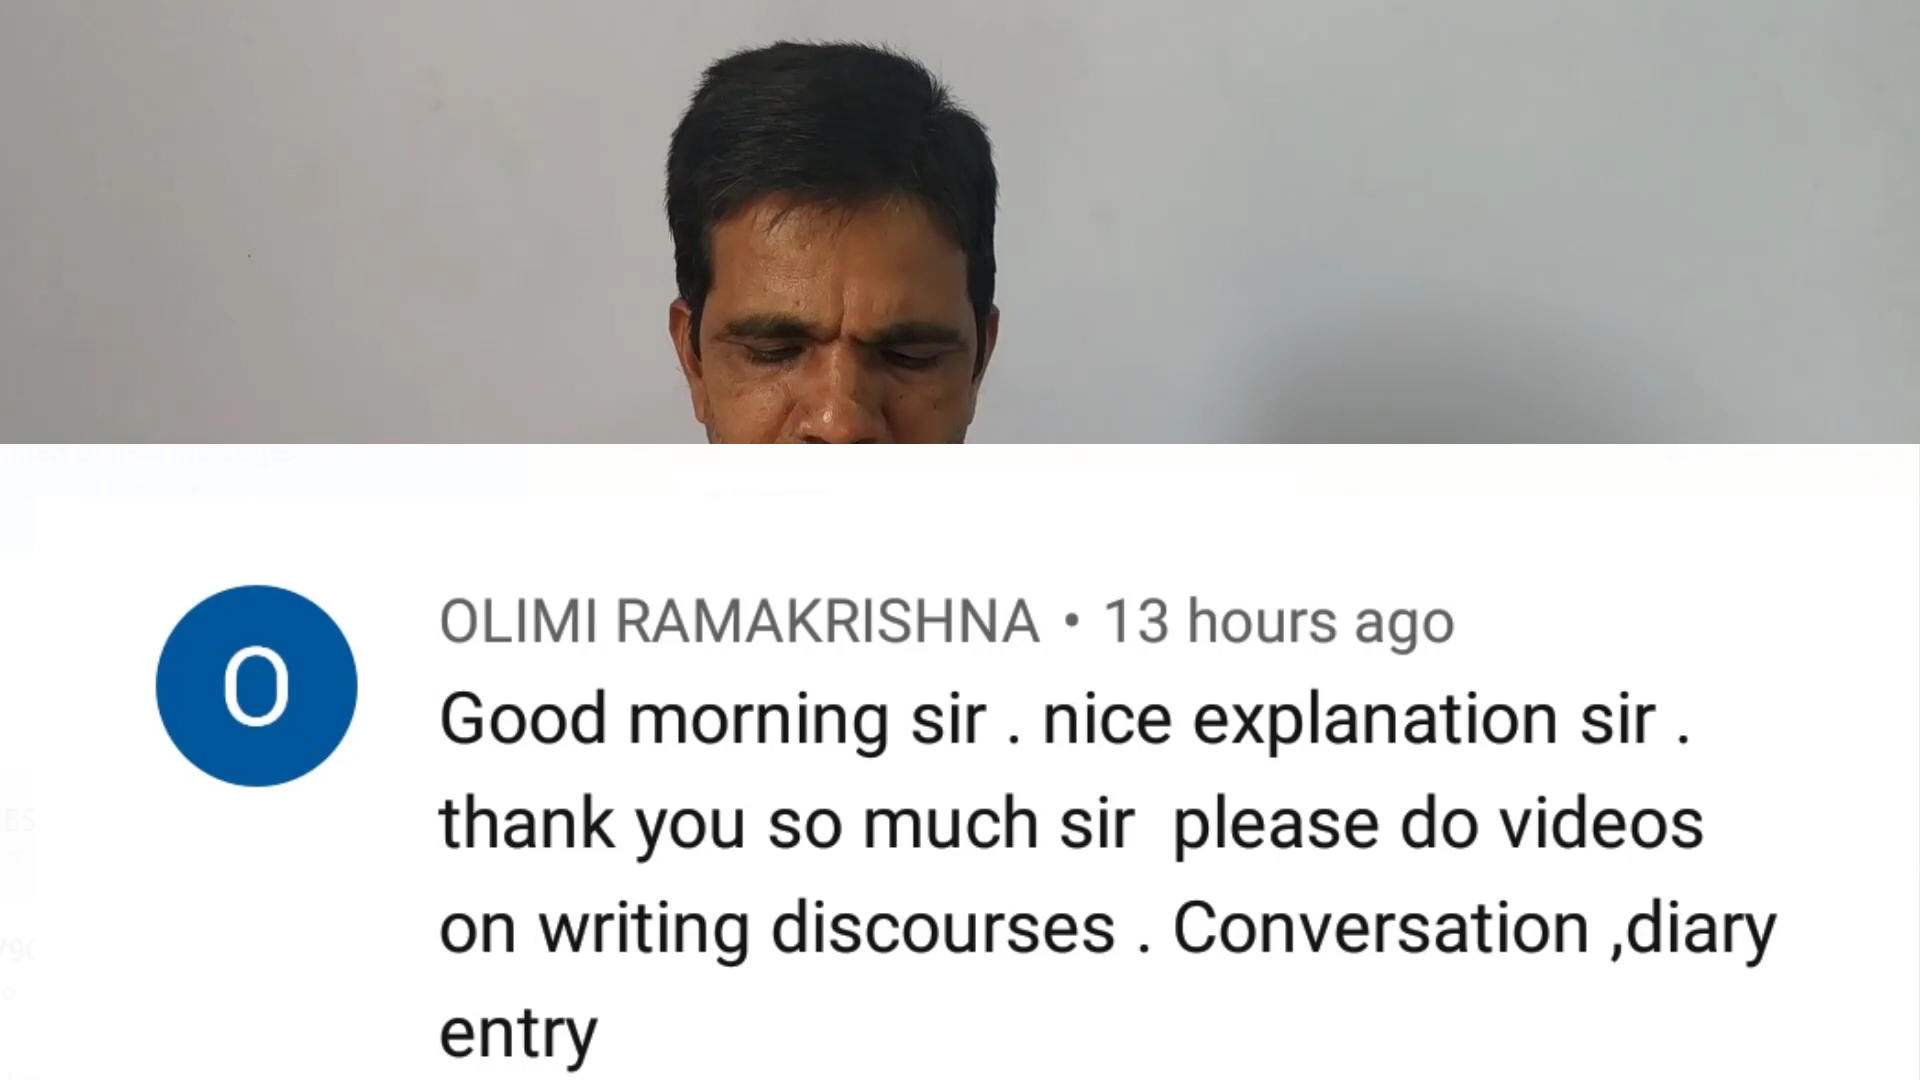 O
OLIMI RAMAKRISHNA • 13 hours ago
Good morning sir . nice explanation sir .
thank you so much sir  please do videos
on writing discourses . Conversation ,diary
entry